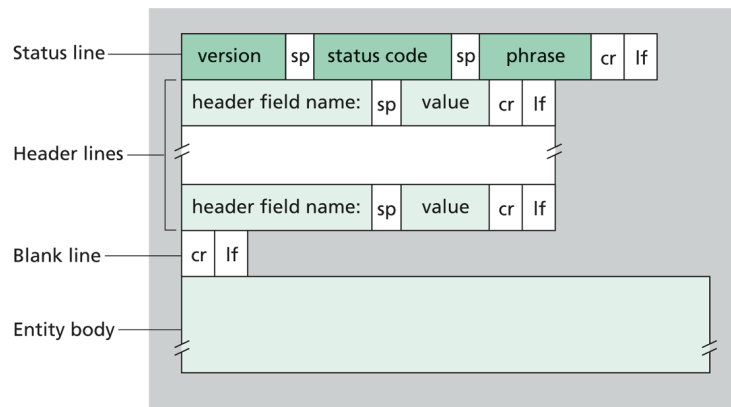 Status line
version sp status code sp phrase cr lf
header field name: sp value cr lf
Header lines
header field name: sp value cr lf
Blank line
cr lf
Entity body